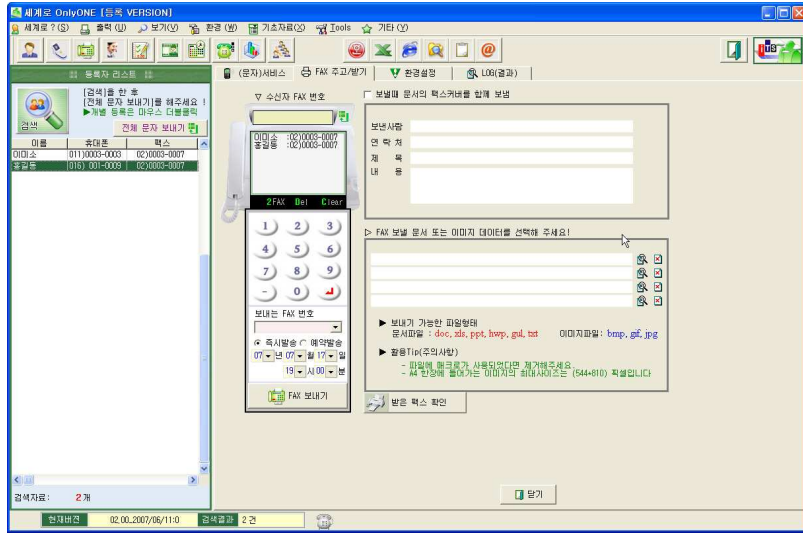 세계로 OnlyONE [등록 VERSION]
세계로?(S) 출력(U) 보기(V) 환경(W) 기초자료(X) Tools 기타(Y)
등록자 리스트
[검색]을 한 후
[전체 문자 보내기]를 해주세요 !
▶개별 등록은 마우스 더블클릭
검색
전체 문자 보내기
이름 휴대폰 팩스
이미소 011)0003-0003 02)0003-0007
홍길동 016) 001-0009 02)0003-0007
검색자료: 2개
(문자)서비스 FAX 주고/받기 환경설정 LOG(결과)
▽ 수신자 FAX 번호
이미소 :02)0003-0007
홍길동 :02)0003-0007
2FAX Del Clear
1 2 3
4 5 6
7 8 9
- 0
보내는 FAX 번호
즉시발송 예약발송
07 년 07 월 17 일
19 시 00 분
FAX 보내기
보낼때 문서의 팩스커버를 함께 보냄
보낸사람
연 락 처
제 목
내 용
▷ FAX 보낼 문서 또는 이미지 데이터를 선택해 주세요!
▶ 보내기 가능한 파일형태
문서파일 : doc, xls, ppt, hwp, gul, txt 이미지파일: bmp, gif, jpg
▶ 활용Tip(주의사항)
- 파일에 매크로가 사용되었다면 제거해주세요.
- A4 한장에 들어가는 이미지의 최대사이즈는 (544*810) 픽셀입니다
받은 팩스 확인
닫기
현재버젼 02.00..2007/06/11:0 검색결과 2 건